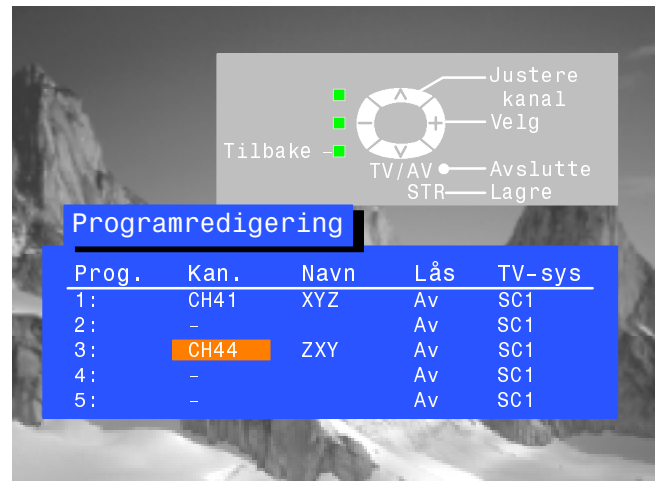 Justere
kanal
Velg
Tilbake –
TV/AV Avslutte
STR Lagre
Programredigering
Prog. Kan. Navn Lås TV-sys
1: CH41 XYZ Av SC1
2: – Av SC1
3: CH44 ZXY Av SC1
4: – Av SC1
5: – Av SC1